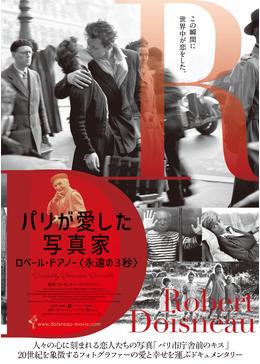 この瞬間に
世界中が恋をした。
R
D
パリが愛した
写真家
ロベール・ドアノー〈永遠の3秒〉
www.doisneau-movie.com
Robert
Doisneau
人々の心に刻まれる恋人たちの写真「パリ市庁舎前のキス」
20世紀を象徴するフォトグラファーの愛と幸せを運ぶドキュメンタリー